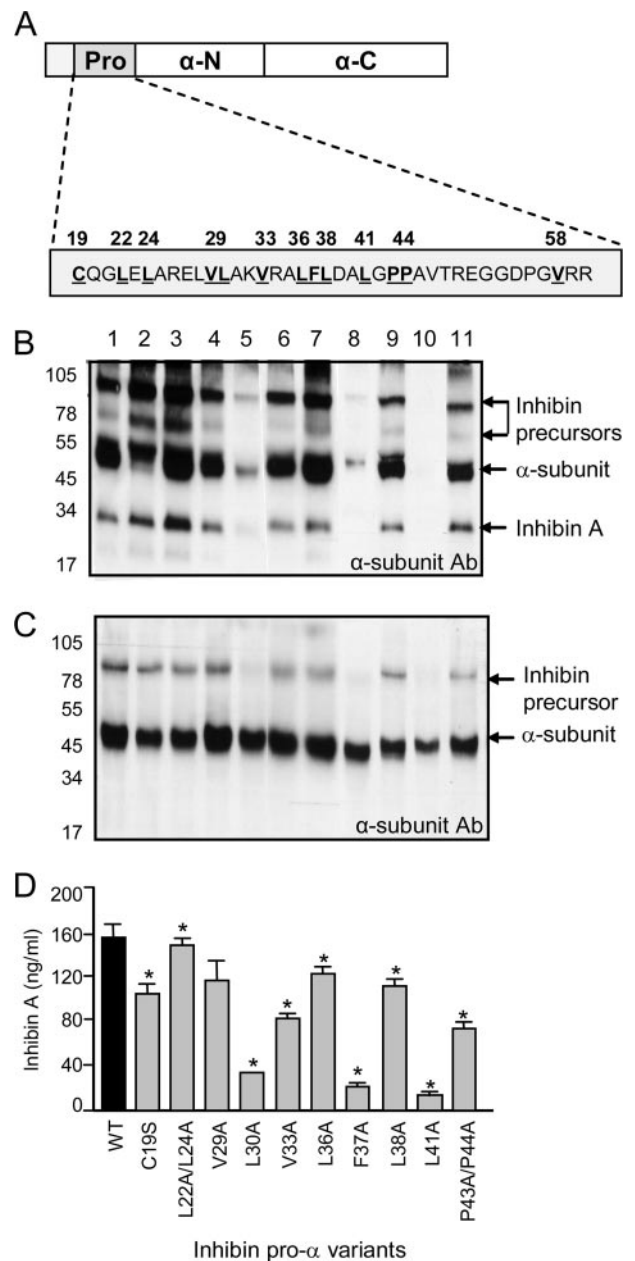 A
Pro α-N α-C
19 22 24 29 33 36 38 41 44 58
CQGLELARELVLAKVRALFLDALGPPAVTREGGDPGVRR
B
1 2 3 4 5 6 7 8 9 10 11
105
78
55
45
34
17
Inhibin
precursors
α-subunit
Inhibin A
α-subunit Ab
C
105
78
55
45
34
17
Inhibin
precursor
α-subunit
α-subunit Ab
D
Inhibin A (ng/ml)
200
160
120
80
40
0
* * * * * * * * *
WT C19S L22A/L24A V29A L30A V33A L36A F37A L38A L41A P43A/P44A
Inhibin pro-α variants